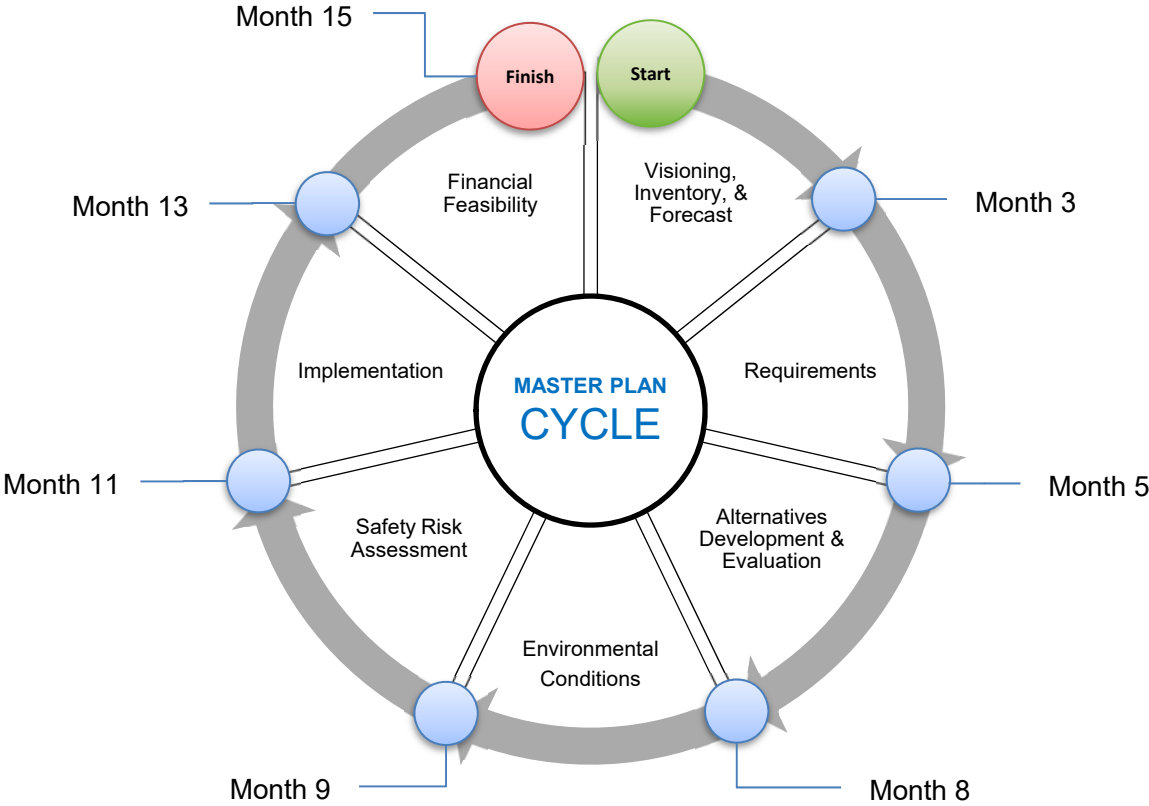 Month 15
Finish
Start
Financial
Feasibility
Visioning,
Inventory, &
Forecast
Month 13
Month 3
Implementation
MASTER PLAN
CYCLE
Requirements
Month 11
Month 5
Safety Risk
Assessment
Alternatives
Development &
Evaluation
Environmental
Conditions
Month 9
Month 8